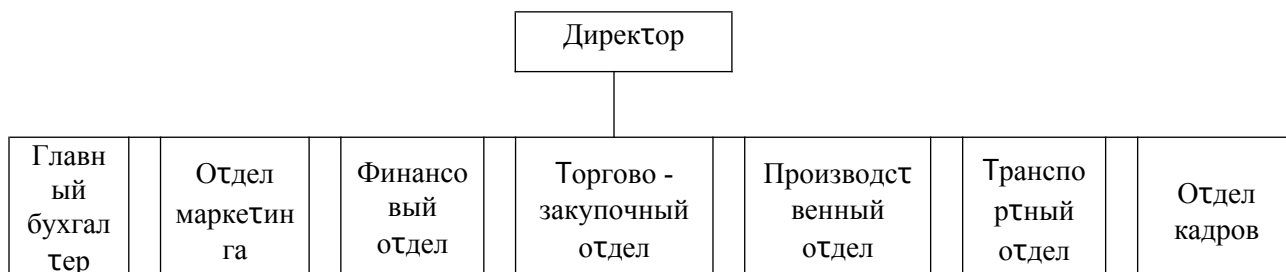 Директор
Главн
ый
бухгал
тер
Отдел
маркетин
га
Финансо
вый
отдел
Торгово -
закупочный
отдел
Производст
венный
отдел
Транспо
ртный
отдел
Отдел
кадров